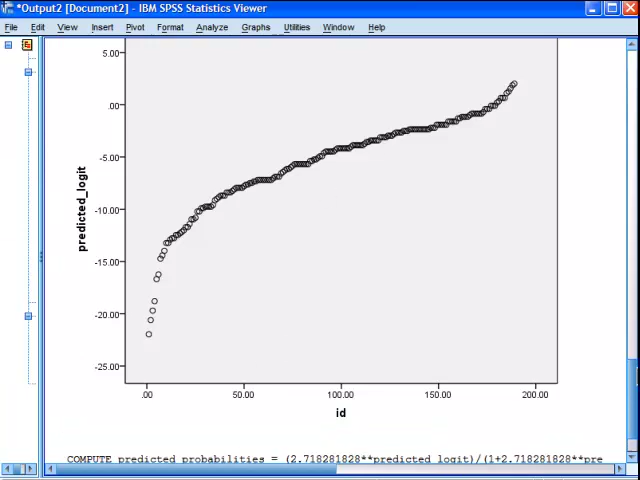 *Output2 [Document2] - IBM SPSS Statistics Viewer
File Edit View Insert Pivot Format Analyze Graphs Utilities Window Help
5.00
.00
-5.00
-10.00
-15.00
-20.00
-25.00
predicted_logit
.00 50.00 100.00 150.00 200.00
id
COMPUTE predicted_probabilities = (2.718281828**predicted_logit)/(1+2.718281828**pre